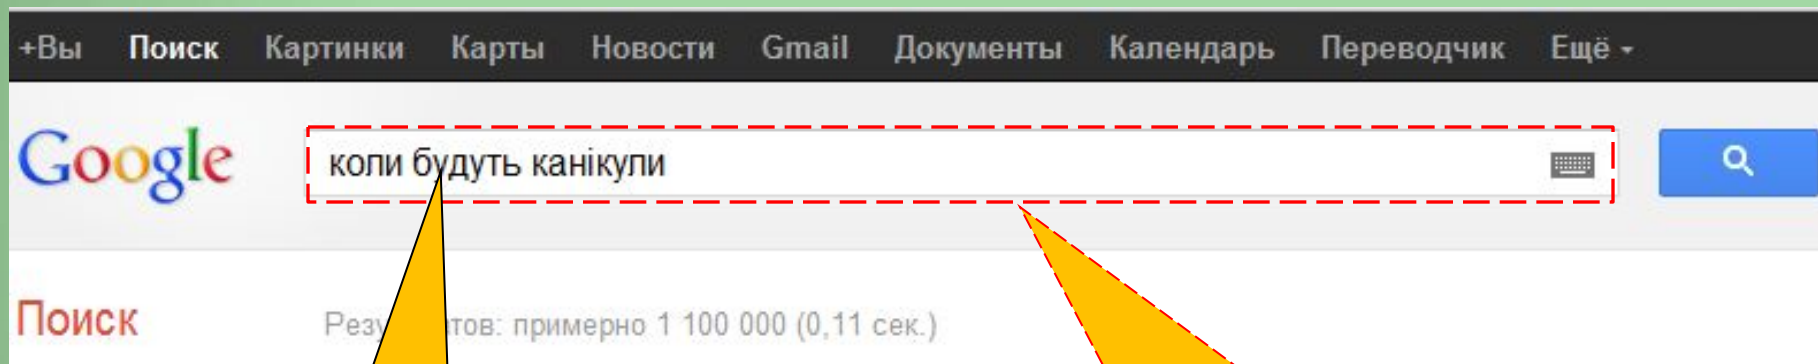 +Вы Поиск Картинки Карты Новости Gmail Документы Календарь Переводчик Ещё
Google коли будуть канікули
Поиск примерно 1 100 000 (0,11 сек.)